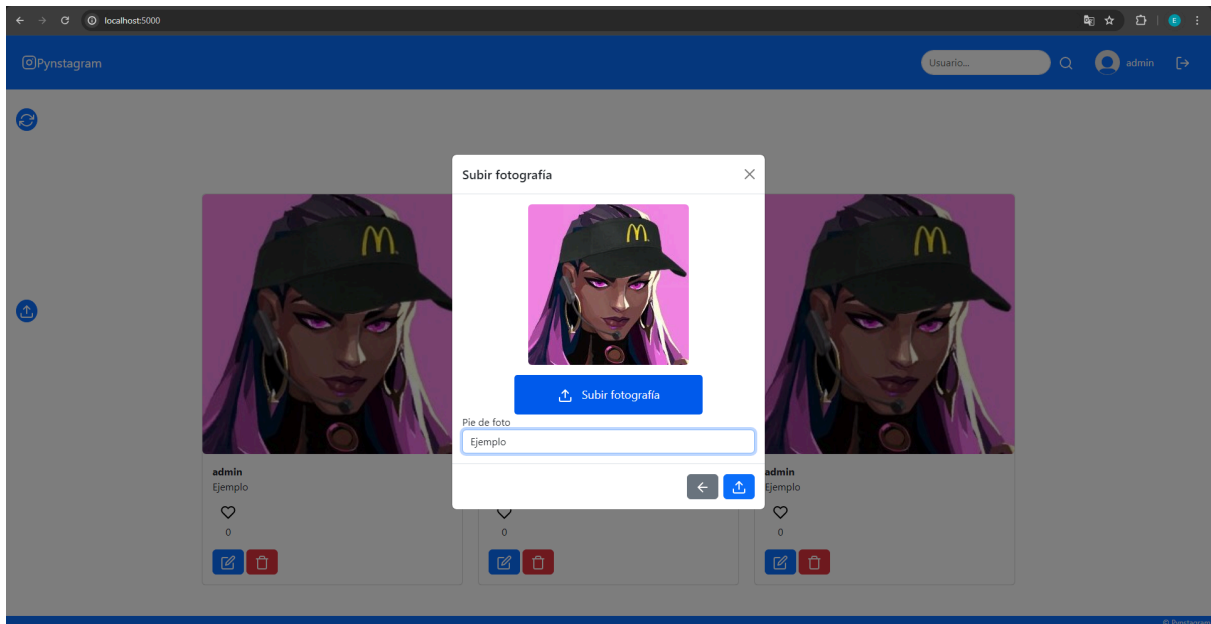 localhost:5000
E
Pynstagram
Usuario...
admin
Subir fotografía
Subir fotografía
Pie de foto
Ejemplo
admin
Ejemplo
0
0
admin
Ejemplo
0
© Pynstagram